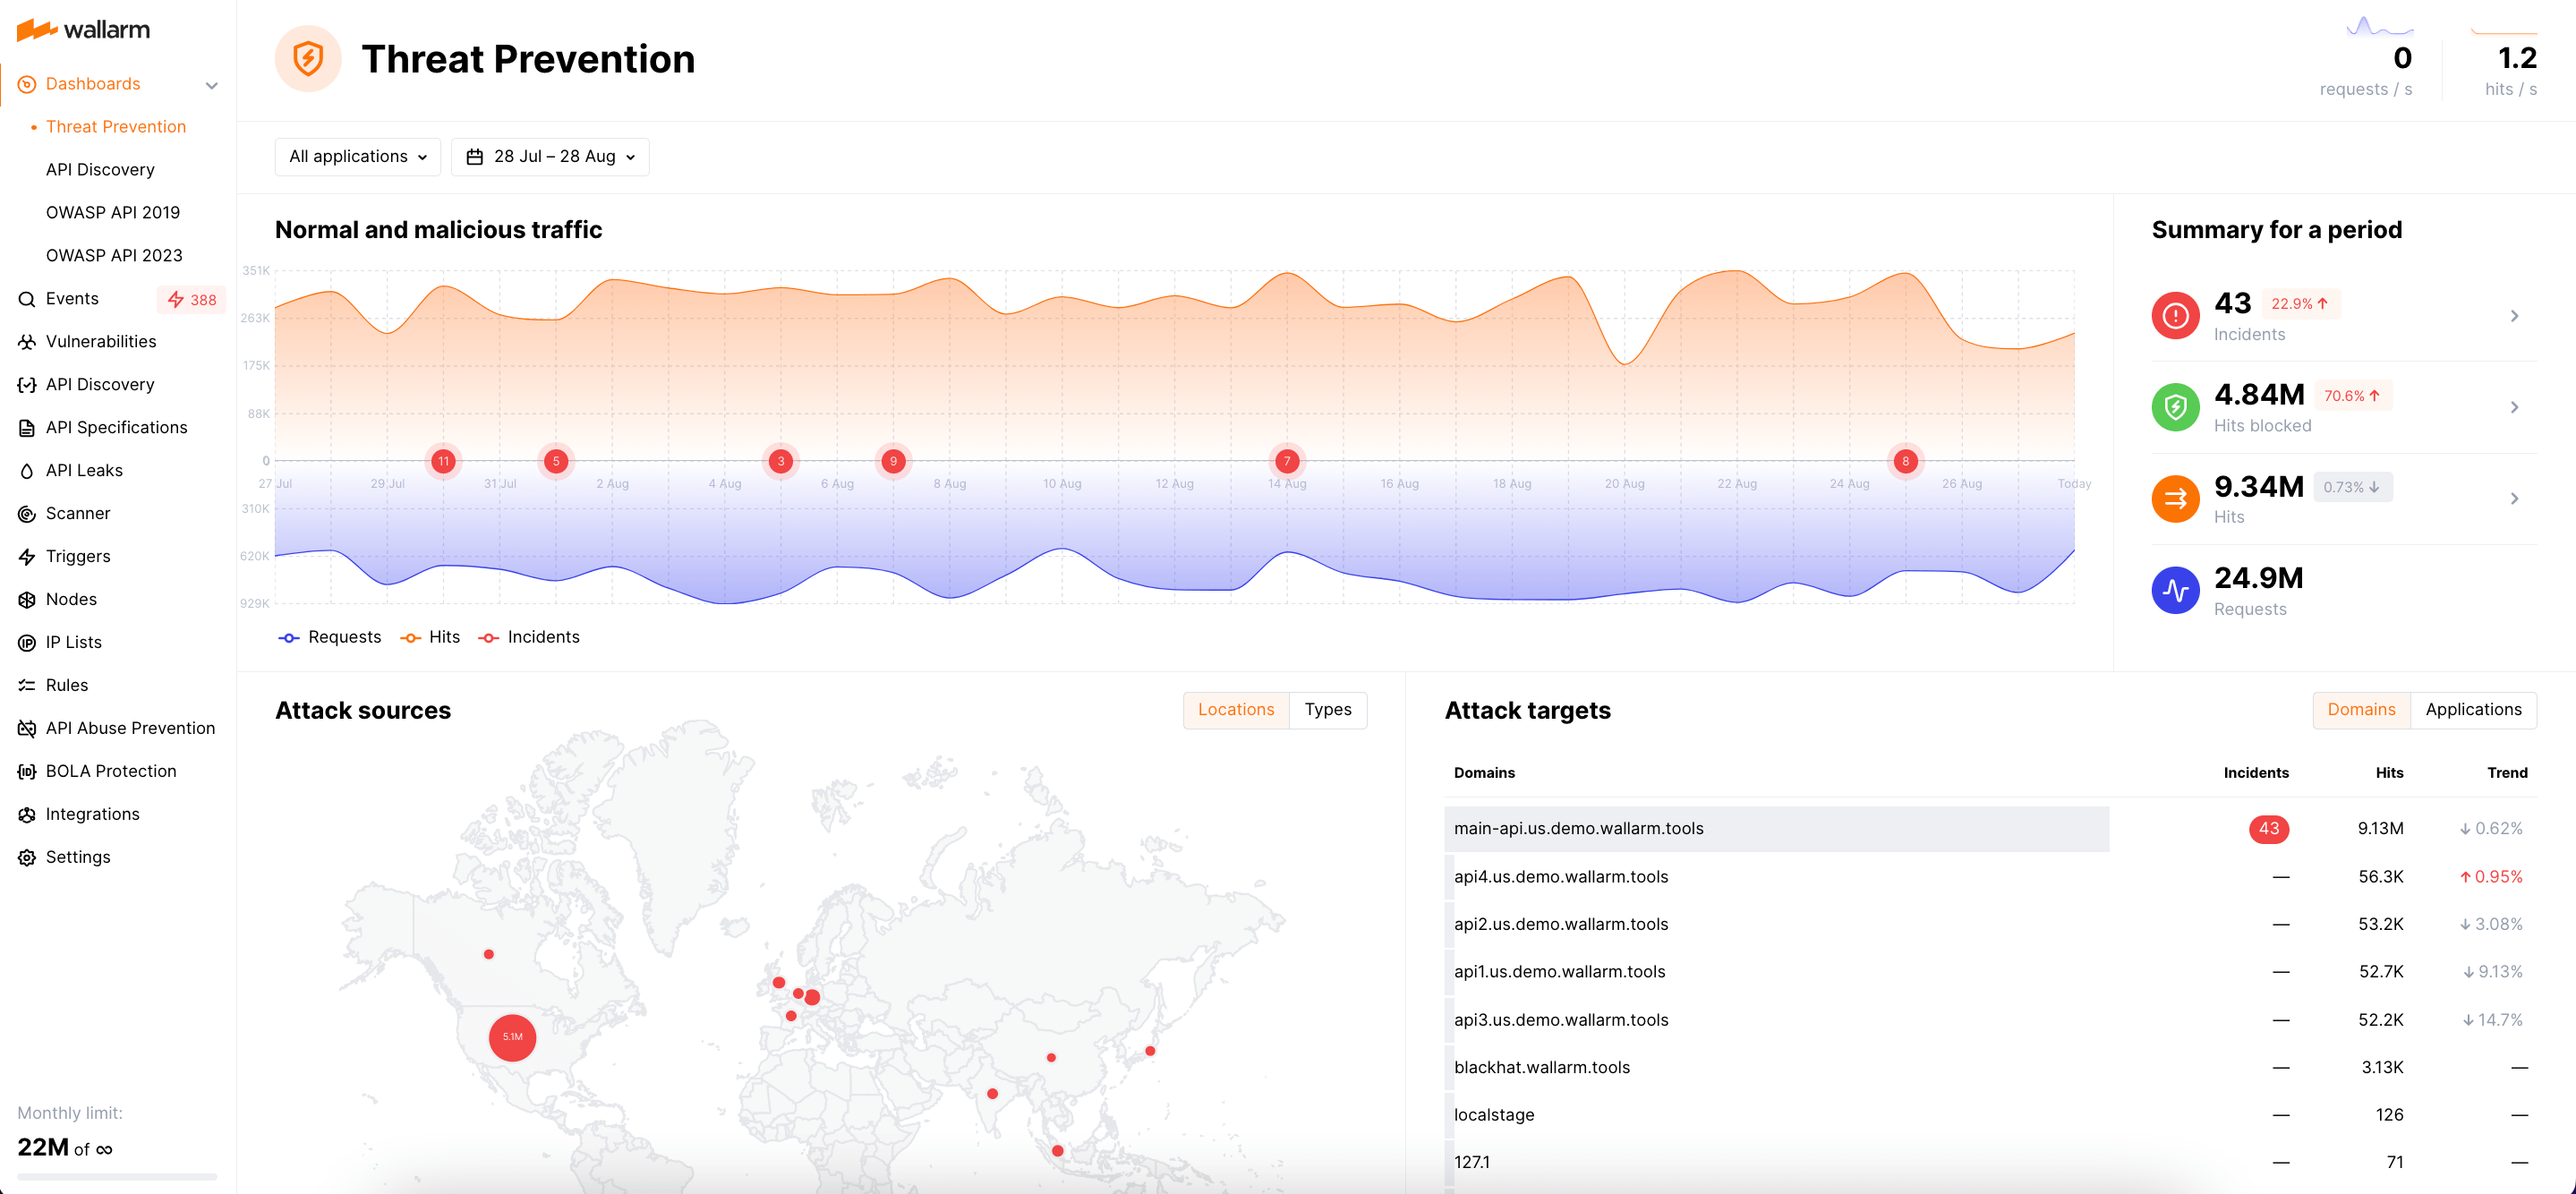 wallarm
Dashboards
Threat Prevention
API Discovery
OWASP API 2019
OWASP API 2023
Events 388
Vulnerabilities
API Discovery
API Specifications
API Leaks
Scanner
Triggers
Nodes
IP Lists
Rules
API Abuse Prevention
BOLA Protection
Integrations
Settings
Monthly limit:
22M of ∞
Threat Prevention
0
requests / s
1.2
hits / s
All applications
28 Jul – 28 Aug
Normal and malicious traffic
351K
263K
175K
88K
0
11 5 3 9 7 8
27 Jul 29 Jul 31 Jul 2 Aug 4 Aug 6 Aug 8 Aug 10 Aug 12 Aug 14 Aug 16 Aug 18 Aug 20 Aug 22 Aug 24 Aug 26 Aug Today
310K
620K
929K
Requests Hits Incidents
Summary for a period
43 22.9% ↑
Incidents
4.84M 70.6% ↑
Hits blocked
9.34M 0.73% ↓
Hits
24.9M
Requests
Attack sources
Locations Types
5.1M
Attack targets
Domains Applications
Domains Incidents Hits Trend
main-api.us.demo.wallarm.tools 43 9.13M ↓ 0.62%
api4.us.demo.wallarm.tools — 56.3K ↑ 0.95%
api2.us.demo.wallarm.tools — 53.2K ↓ 3.08%
api1.us.demo.wallarm.tools — 52.7K ↓ 9.13%
api3.us.demo.wallarm.tools — 52.2K ↓ 14.7%
blackhat.wallarm.tools — 3.13K —
localstage — 126 —
127.1 — 71 —